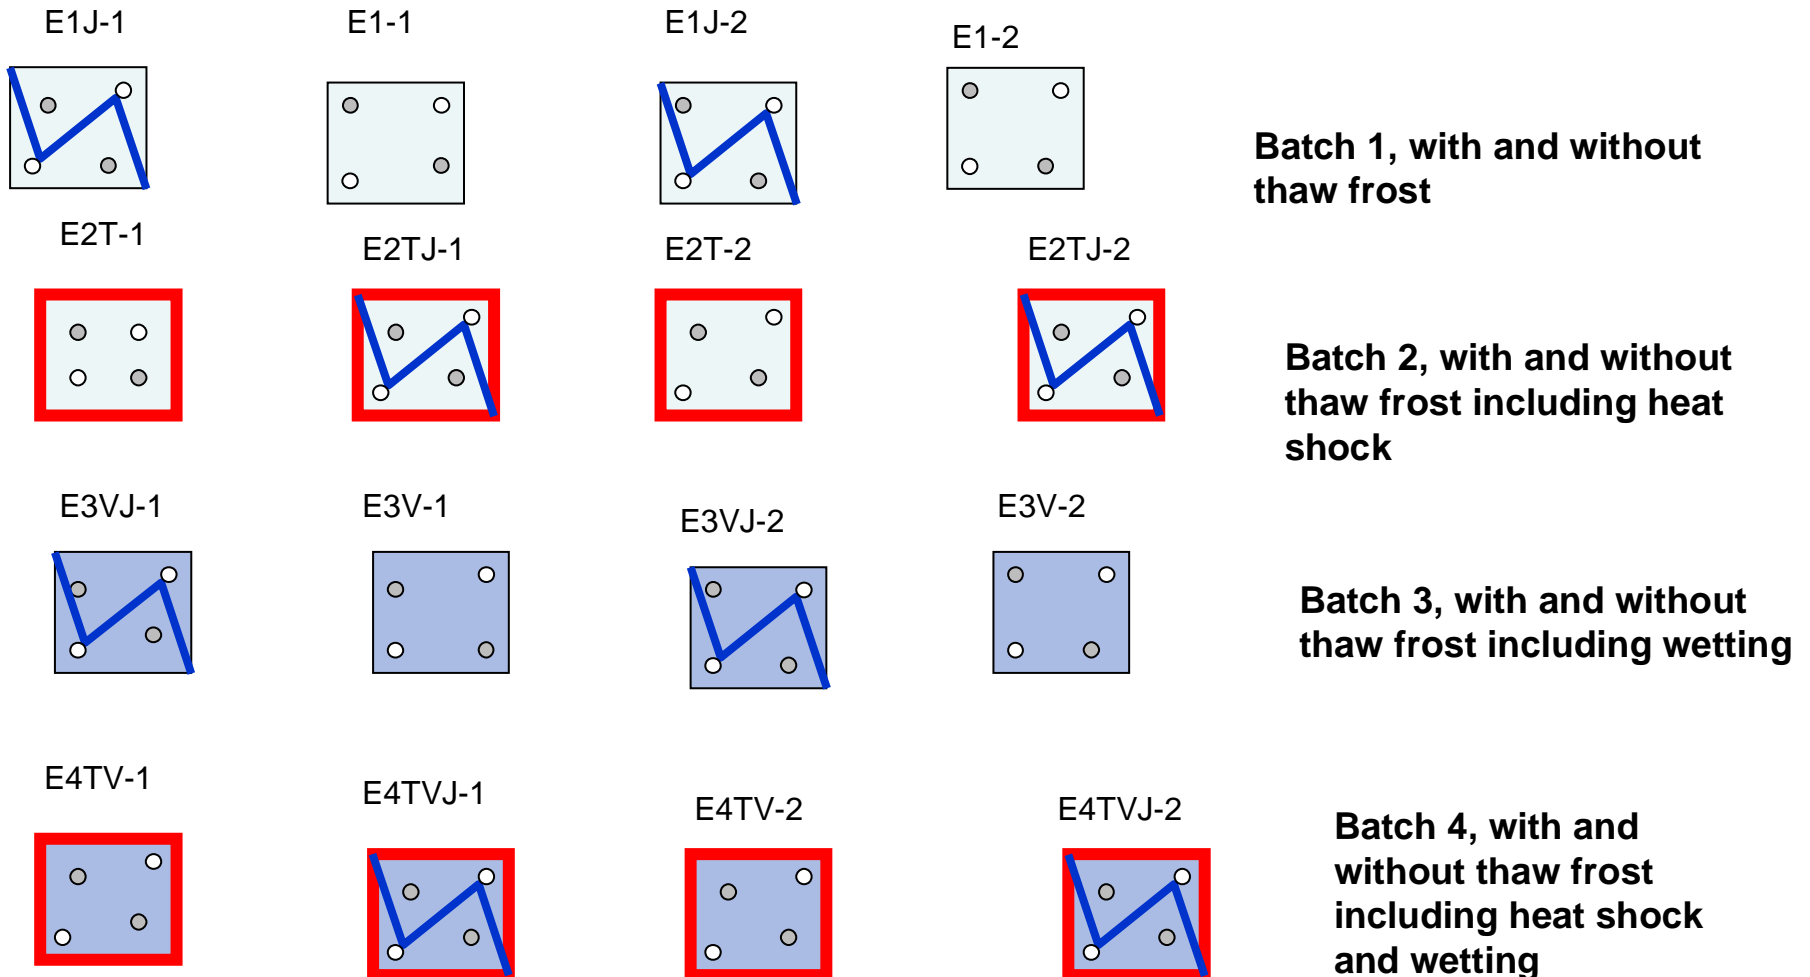 E1J-1
E1-1
E1J-2
E1-2
Batch 1, with and without
thaw frost
E2T-1
E2TJ-1
E2T-2
E2TJ-2
Batch 2, with and without
thaw frost including heat
shock
E3VJ-1
E3V-1
E3VJ-2
E3V-2
Batch 3, with and without
thaw frost including wetting
E4TV-1
E4TVJ-1
E4TV-2
E4TVJ-2
Batch 4, with and
without thaw frost
including heat shock
and wetting